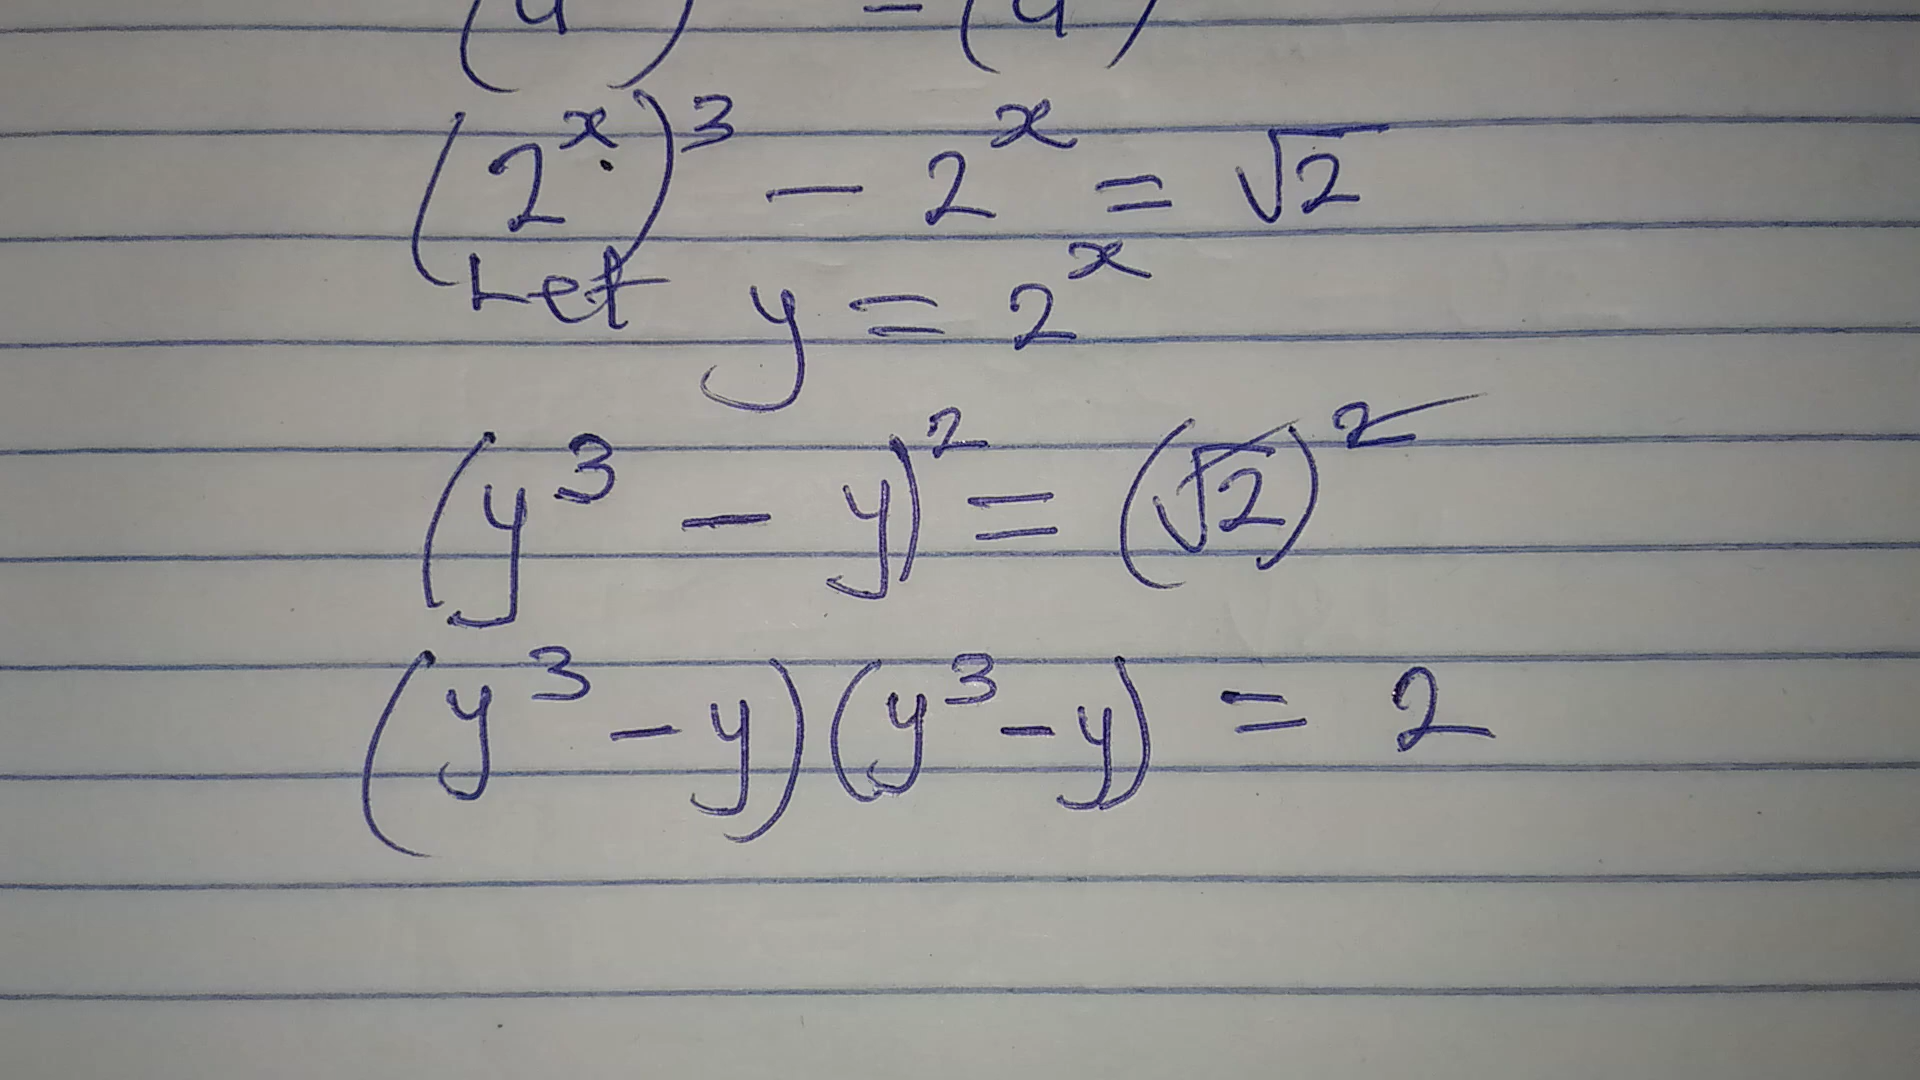 (2^x)^3 - 2^x = √2
Let y = 2^x
(y^3 - y)^2 = (√2)^2
(y^3 - y)(y^3 - y) = 2